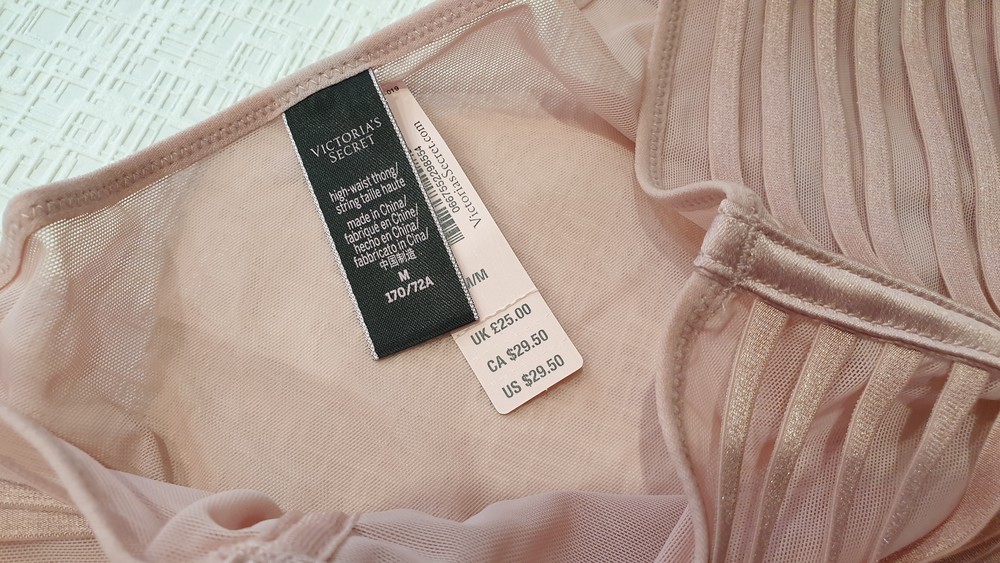 VICTORIA'S
SECRET
high-waist thong/
string taille haute
made in China/
fabriqué en Chine/
hecho en China/
fabbricato in Cina/
中国制造
M
170/72A
VictoriasSecret.com
0667552298554
/M
UK £25.00
CA $29.50
US $29.50